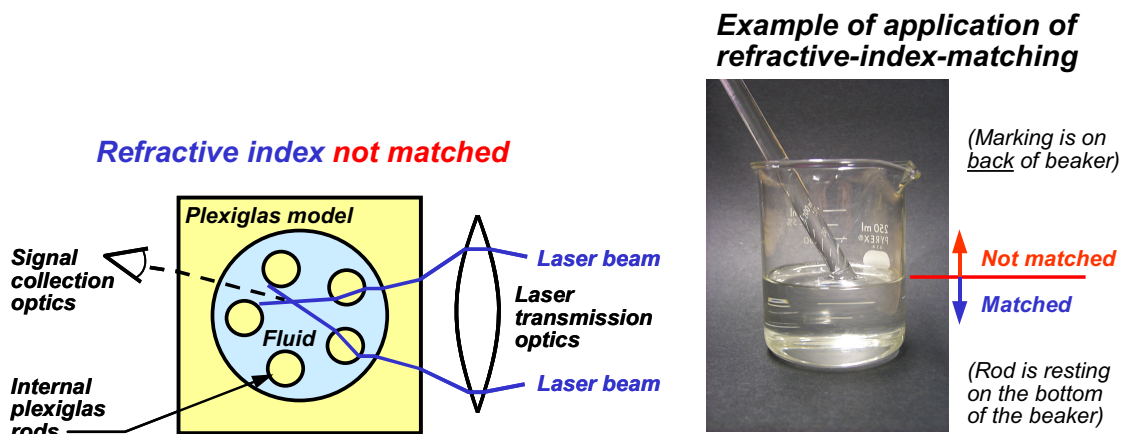 Example of application of
refractive-index-matching
Refractive index not matched
Plexiglas model
Signal
collection
optics
Fluid
Internal
plexiglas
rods
Laser beam
Laser
transmission
optics
Laser beam
(Marking is on
back of beaker)
250 ml
PYREX®
Not matched
Matched
(Rod is resting
on the bottom
of the beaker)